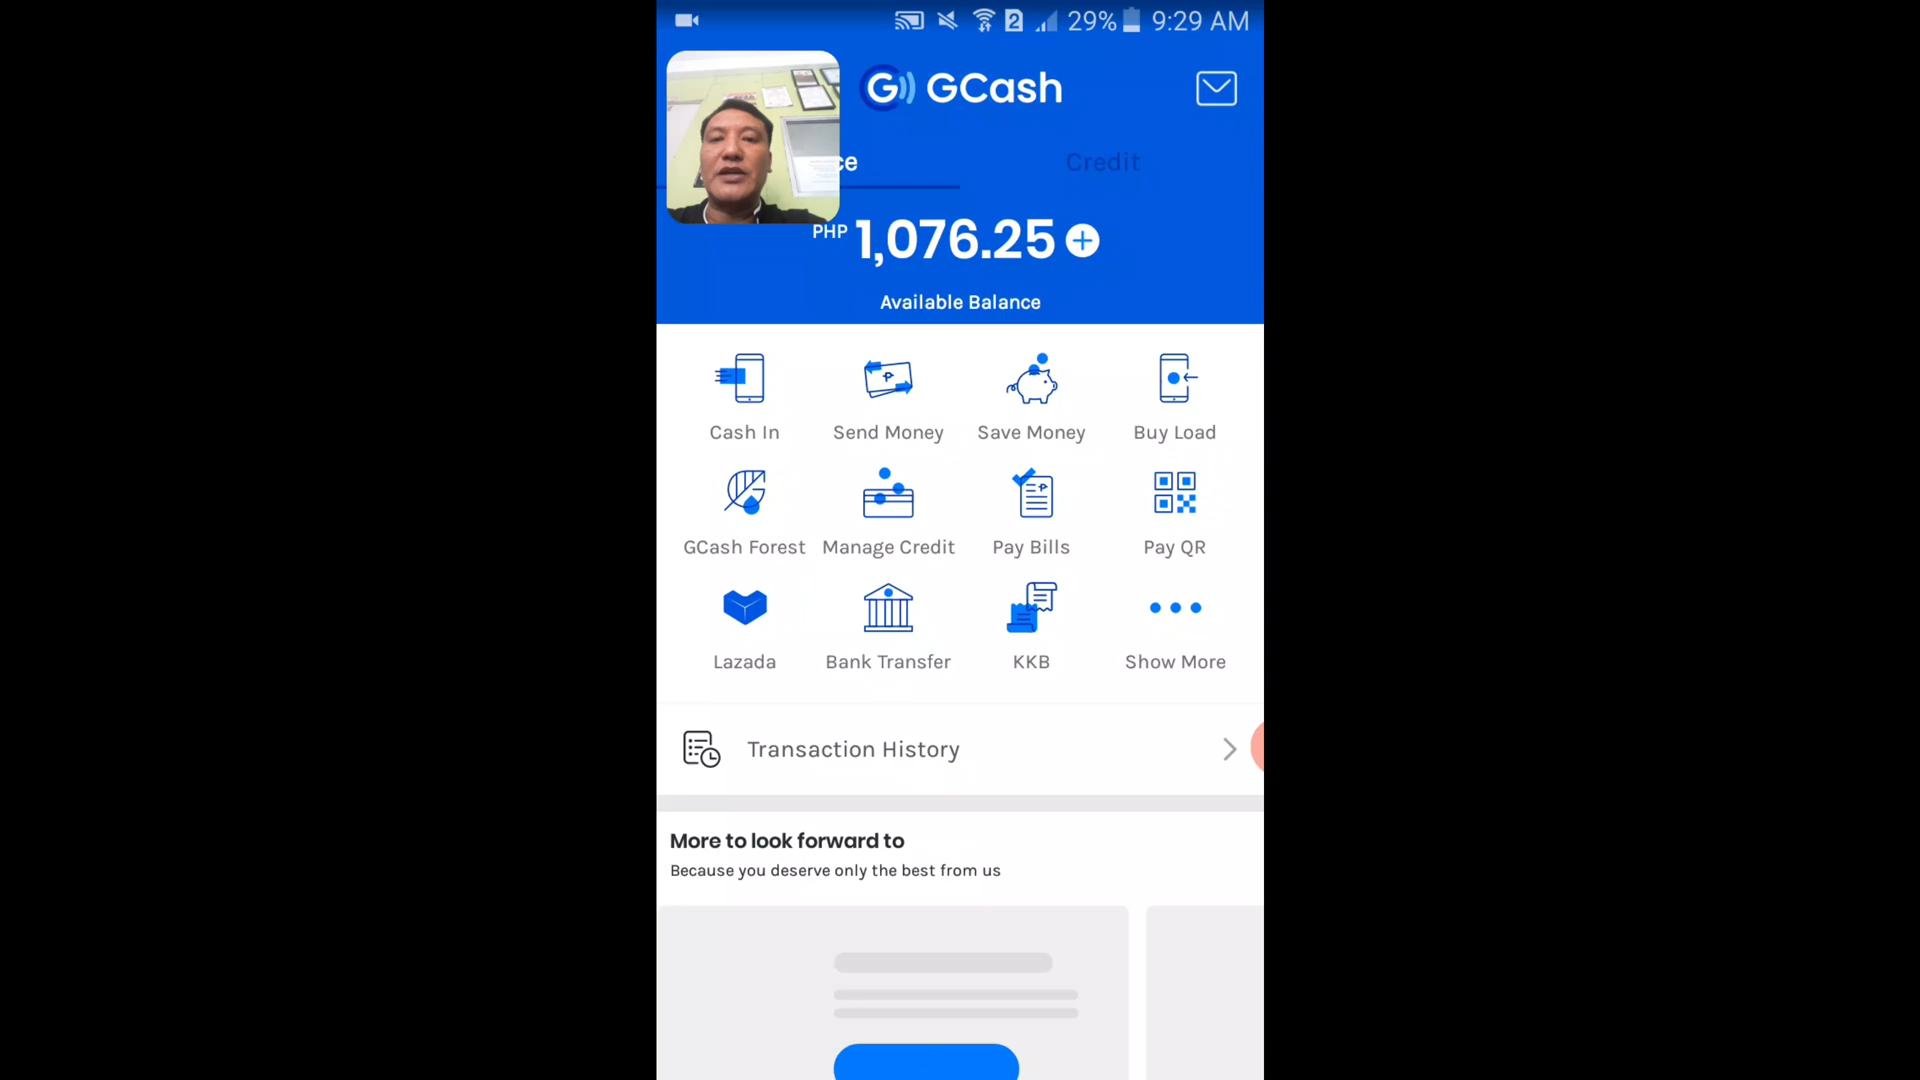 2 29% 9:29 AM
G GCash
ce Credit
PHP 1,076.25
Available Balance
Cash In Send Money Save Money Buy Load
GCash Forest Manage Credit Pay Bills Pay QR
Lazada Bank Transfer KKB Show More
Transaction History
More to look forward to
Because you deserve only the best from us